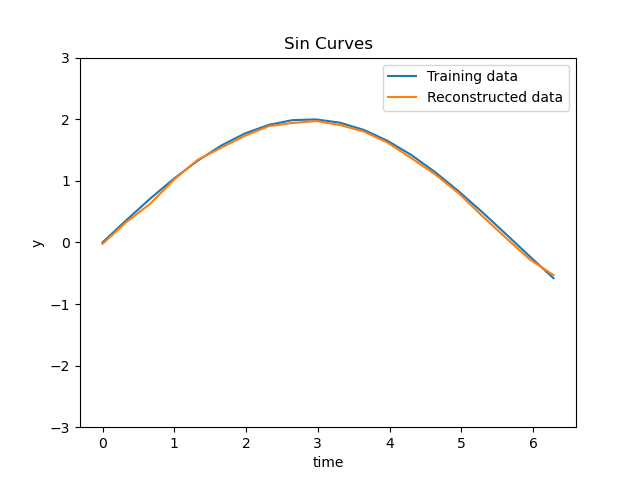 Sin Curves
Training data
Reconstructed data
3
2
1
0
−1
−2
−3
y
0 1 2 3 4 5 6
time